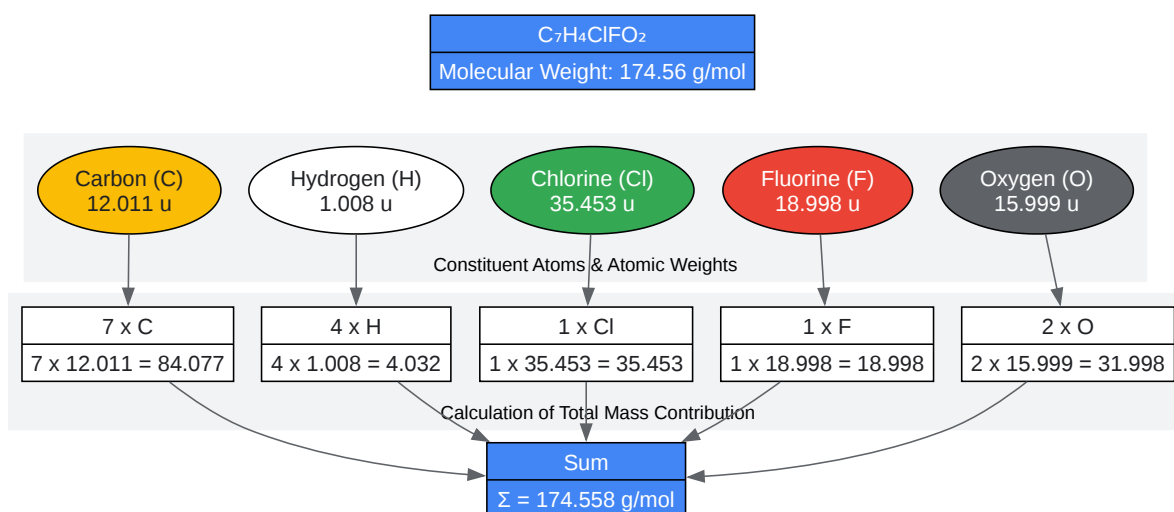 C₇H₄ClFO₂
Molecular Weight: 174.56 g/mol
Carbon (C)
12.011 u
Hydrogen (H)
1.008 u
Chlorine (Cl)
35.453 u
Fluorine (F)
18.998 u
Oxygen (O)
15.999 u
Constituent Atoms & Atomic Weights
7 x C
7 x 12.011 = 84.077
4 x H
4 x 1.008 = 4.032
1 x Cl
1 x 35.453 = 35.453
1 x F
1 x 18.998 = 18.998
2 x O
2 x 15.999 = 31.998
Calculation of Total Mass Contribution
Sum
Σ = 174.558 g/mol